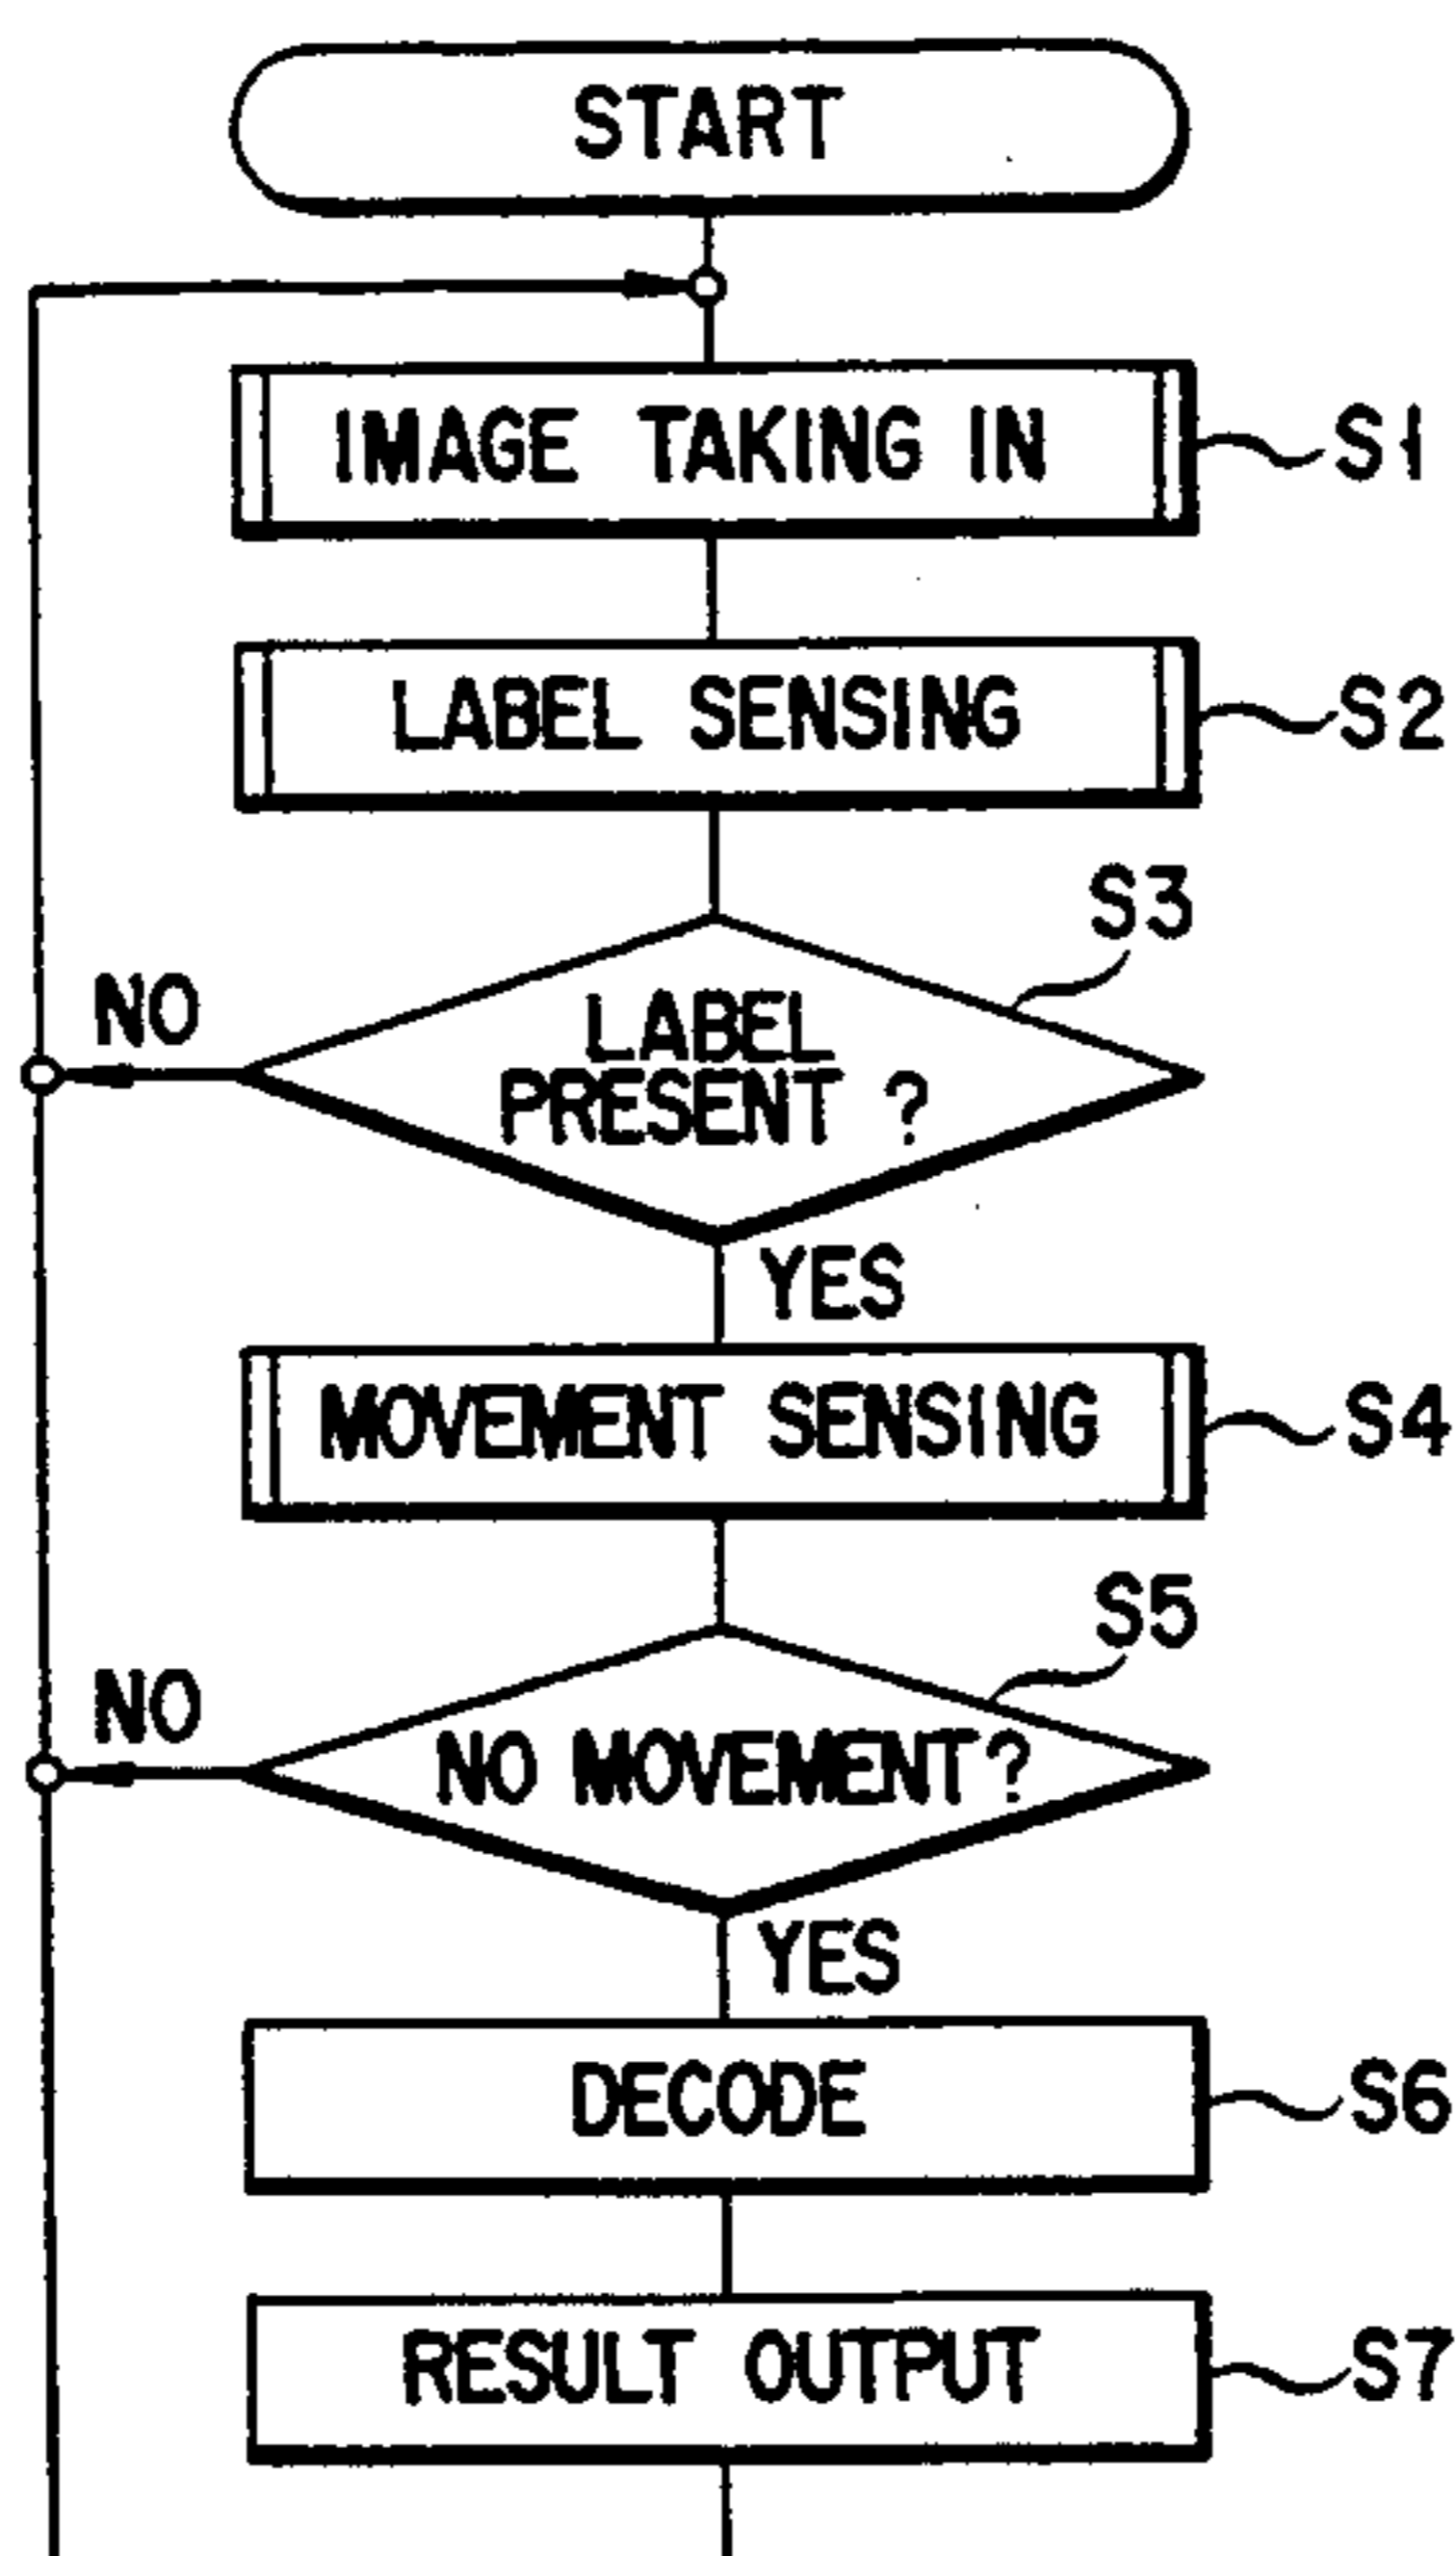 START
IMAGE TAKING IN
S1
LABEL SENSING
S2
S3
NO
LABEL
PRESENT ?
YES
MOVEMENT SENSING
S4
S5
NO
NO MOVEMENT?
YES
DECODE
S6
RESULT OUTPUT
S7